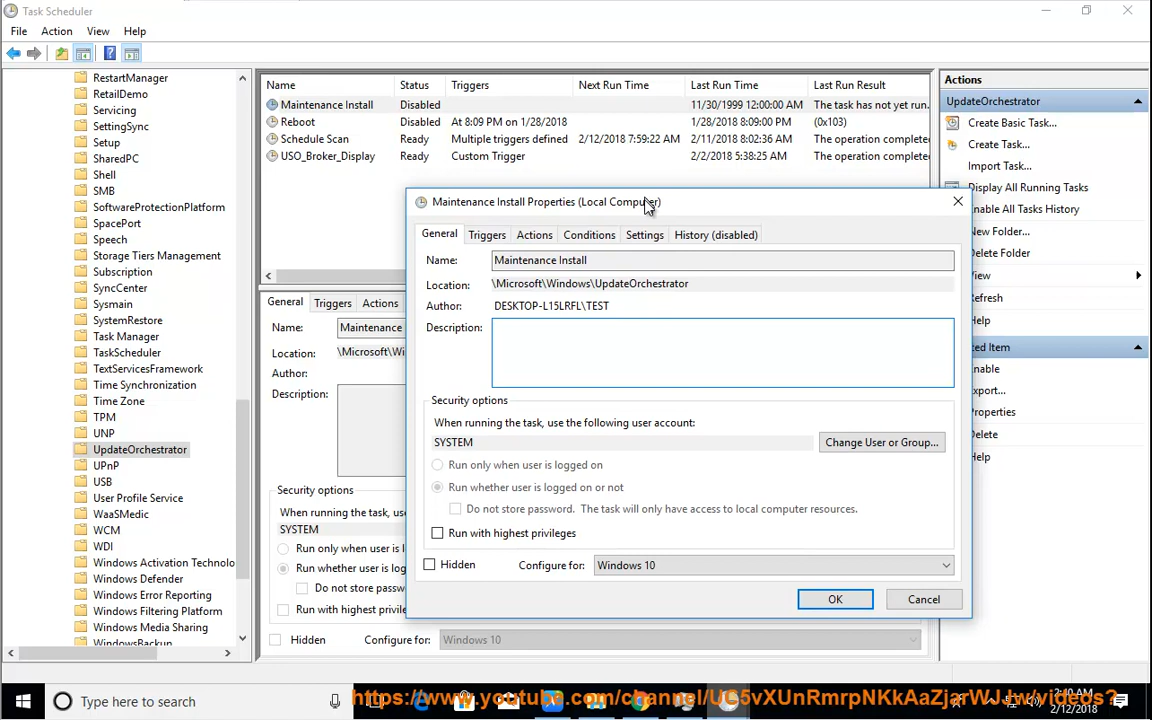 Task Scheduler
File Action View Help
RestartManager
RetailDemo
Servicing
SettingSync
Setup
SharedPC
Shell
SMB
SoftwareProtectionPlatform
SpacePort
Speech
Storage Tiers Management
Subscription
SyncCenter
Sysmain
SystemRestore
Task Manager
TaskScheduler
TextServicesFramework
Time Synchronization
Time Zone
TPM
UNP
UpdateOrchestrator
UPnP
USB
User Profile Service
WaaSMedic
WCM
WDI
Windows Activation Technolo
Windows Defender
Windows Error Reporting
Windows Filtering Platform
Windows Media Sharing
WindowsBackup
Name Status Triggers Next Run Time Last Run Time Last Run Result
Maintenance Install Disabled 11/30/1999 12:00:00 AM The task has not yet run.
Reboot Disabled At 8:09 PM on 1/28/2018 1/28/2018 8:09:00 PM (0x103)
Schedule Scan Ready Multiple triggers defined 2/12/2018 7:59:22 AM 2/11/2018 8:02:36 AM The operation complete
USO_Broker_Display Ready Custom Trigger 2/2/2018 5:38:25 AM The operation complete
General Triggers Actions
Name: Maintenance
Location: \Microsoft\Wi
Author:
Description:
Security options
When running the task, use
SYSTEM
Run only when user is l
Run whether user is log
Do not store passw
Run with highest privile
Hidden Configure for: Windows 10
Maintenance Install Properties (Local Computer)
General Triggers Actions Conditions Settings History (disabled)
Name: Maintenance Install
Location: \Microsoft\Windows\UpdateOrchestrator
Author: DESKTOP-L15LRFL\TEST
Description:
Security options
When running the task, use the following user account:
SYSTEM Change User or Group...
Run only when user is logged on
Run whether user is logged on or not
Do not store password. The task will only have access to local computer resources.
Run with highest privileges
Hidden Configure for: Windows 10
OK Cancel
Actions
UpdateOrchestrator
Create Basic Task...
Create Task...
Import Task...
Display All Running Tasks
nable All Tasks History
New Folder...
Delete Folder
View
efresh
elp
ted Item
nable
xport...
roperties
elete
elp
Type here to search
https://www.youtube.com/channel/UC5vXUnRmrpNKkAaZjarWJHw/videos?
2/12/2018